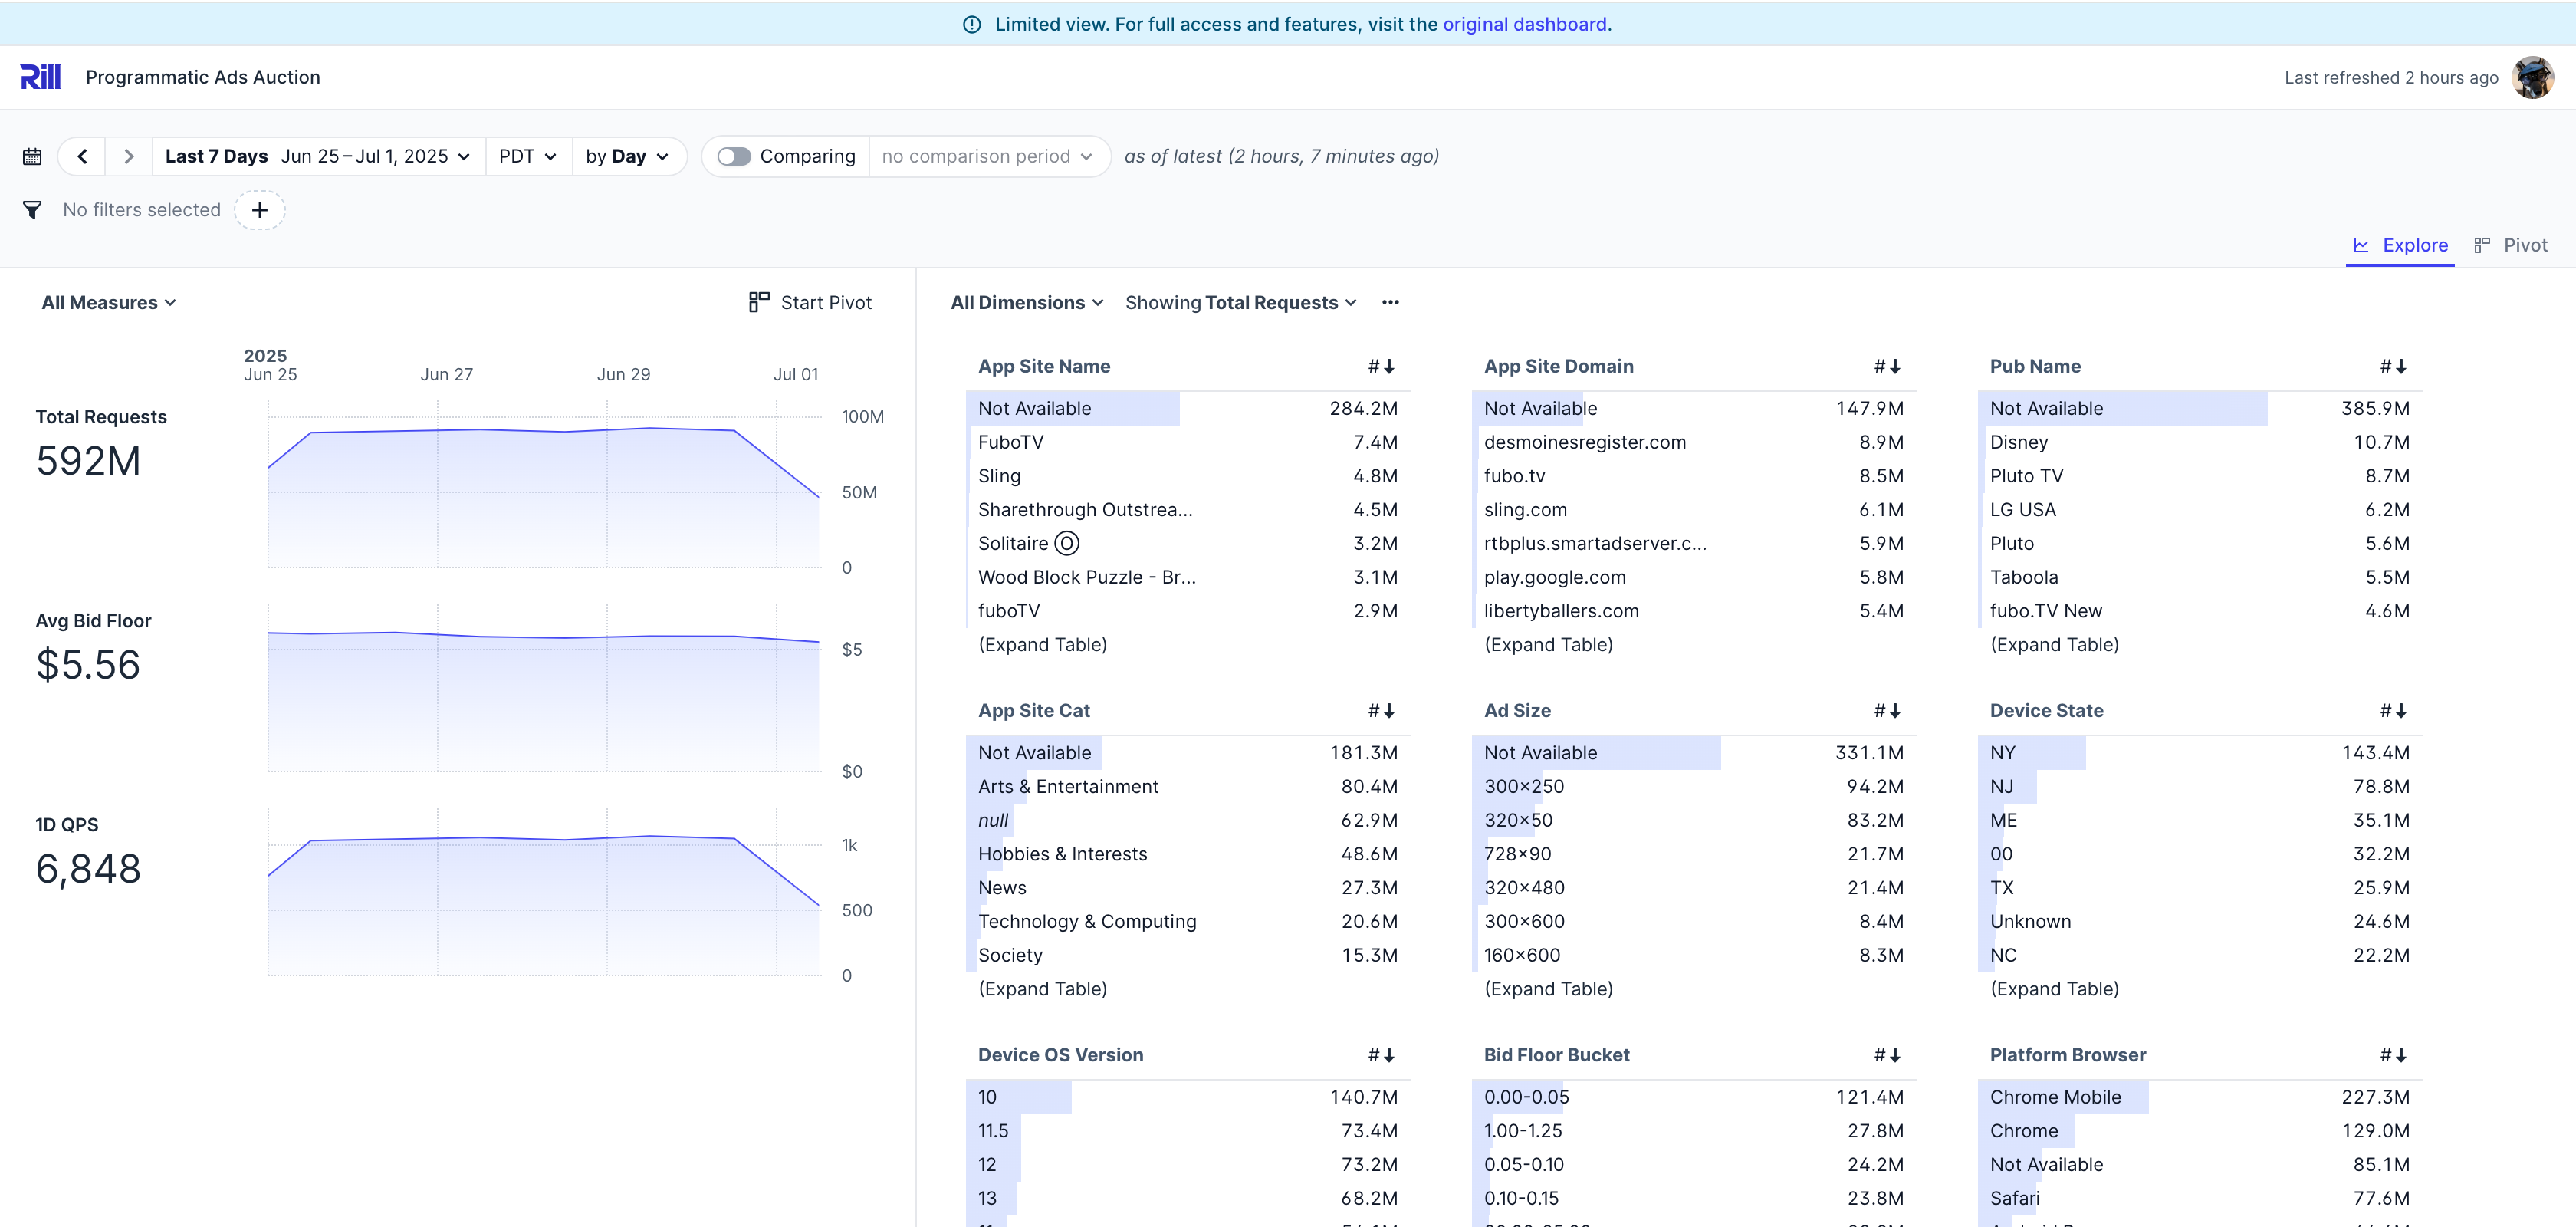 Limited view. For full access and features, visit the original dashboard.
Rill Programmatic Ads Auction Last refreshed 2 hours ago
Last 7 Days Jun 25 – Jul 1, 2025 PDT by Day Comparing no comparison period as of latest (2 hours, 7 minutes ago)
No filters selected +
Explore Pivot
All Measures Start Pivot
2025
Jun 25 Jun 27 Jun 29 Jul 01
Total Requests
592M
100M
50M
0
Avg Bid Floor
$5.56
$5
$0
1D QPS
6,848
1k
500
0
All Dimensions Showing Total Requests ...
App Site Name #
Not Available 284.2M
FuboTV 7.4M
Sling 4.8M
Sharethrough Outstrea... 4.5M
Solitaire Ⓞ 3.2M
Wood Block Puzzle - Br... 3.1M
fuboTV 2.9M
(Expand Table)
App Site Domain #
Not Available 147.9M
desmoinesregister.com 8.9M
fubo.tv 8.5M
sling.com 6.1M
rtbplus.smartadserver.c... 5.9M
play.google.com 5.8M
libertyballers.com 5.4M
(Expand Table)
Pub Name #
Not Available 385.9M
Disney 10.7M
Pluto TV 8.7M
LG USA 6.2M
Pluto 5.6M
Taboola 5.5M
fubo.TV New 4.6M
(Expand Table)
App Site Cat #
Not Available 181.3M
Arts & Entertainment 80.4M
null 62.9M
Hobbies & Interests 48.6M
News 27.3M
Technology & Computing 20.6M
Society 15.3M
(Expand Table)
Ad Size #
Not Available 331.1M
300×250 94.2M
320×50 83.2M
728×90 21.7M
320×480 21.4M
300×600 8.4M
160×600 8.3M
(Expand Table)
Device State #
NY 143.4M
NJ 78.8M
ME 35.1M
00 32.2M
TX 25.9M
Unknown 24.6M
NC 22.2M
(Expand Table)
Device OS Version #
10 140.7M
11.5 73.4M
12 73.2M
13 68.2M
Bid Floor Bucket #
0.00-0.05 121.4M
1.00-1.25 27.8M
0.05-0.10 24.2M
0.10-0.15 23.8M
Platform Browser #
Chrome Mobile 227.3M
Chrome 129.0M
Not Available 85.1M
Safari 77.6M